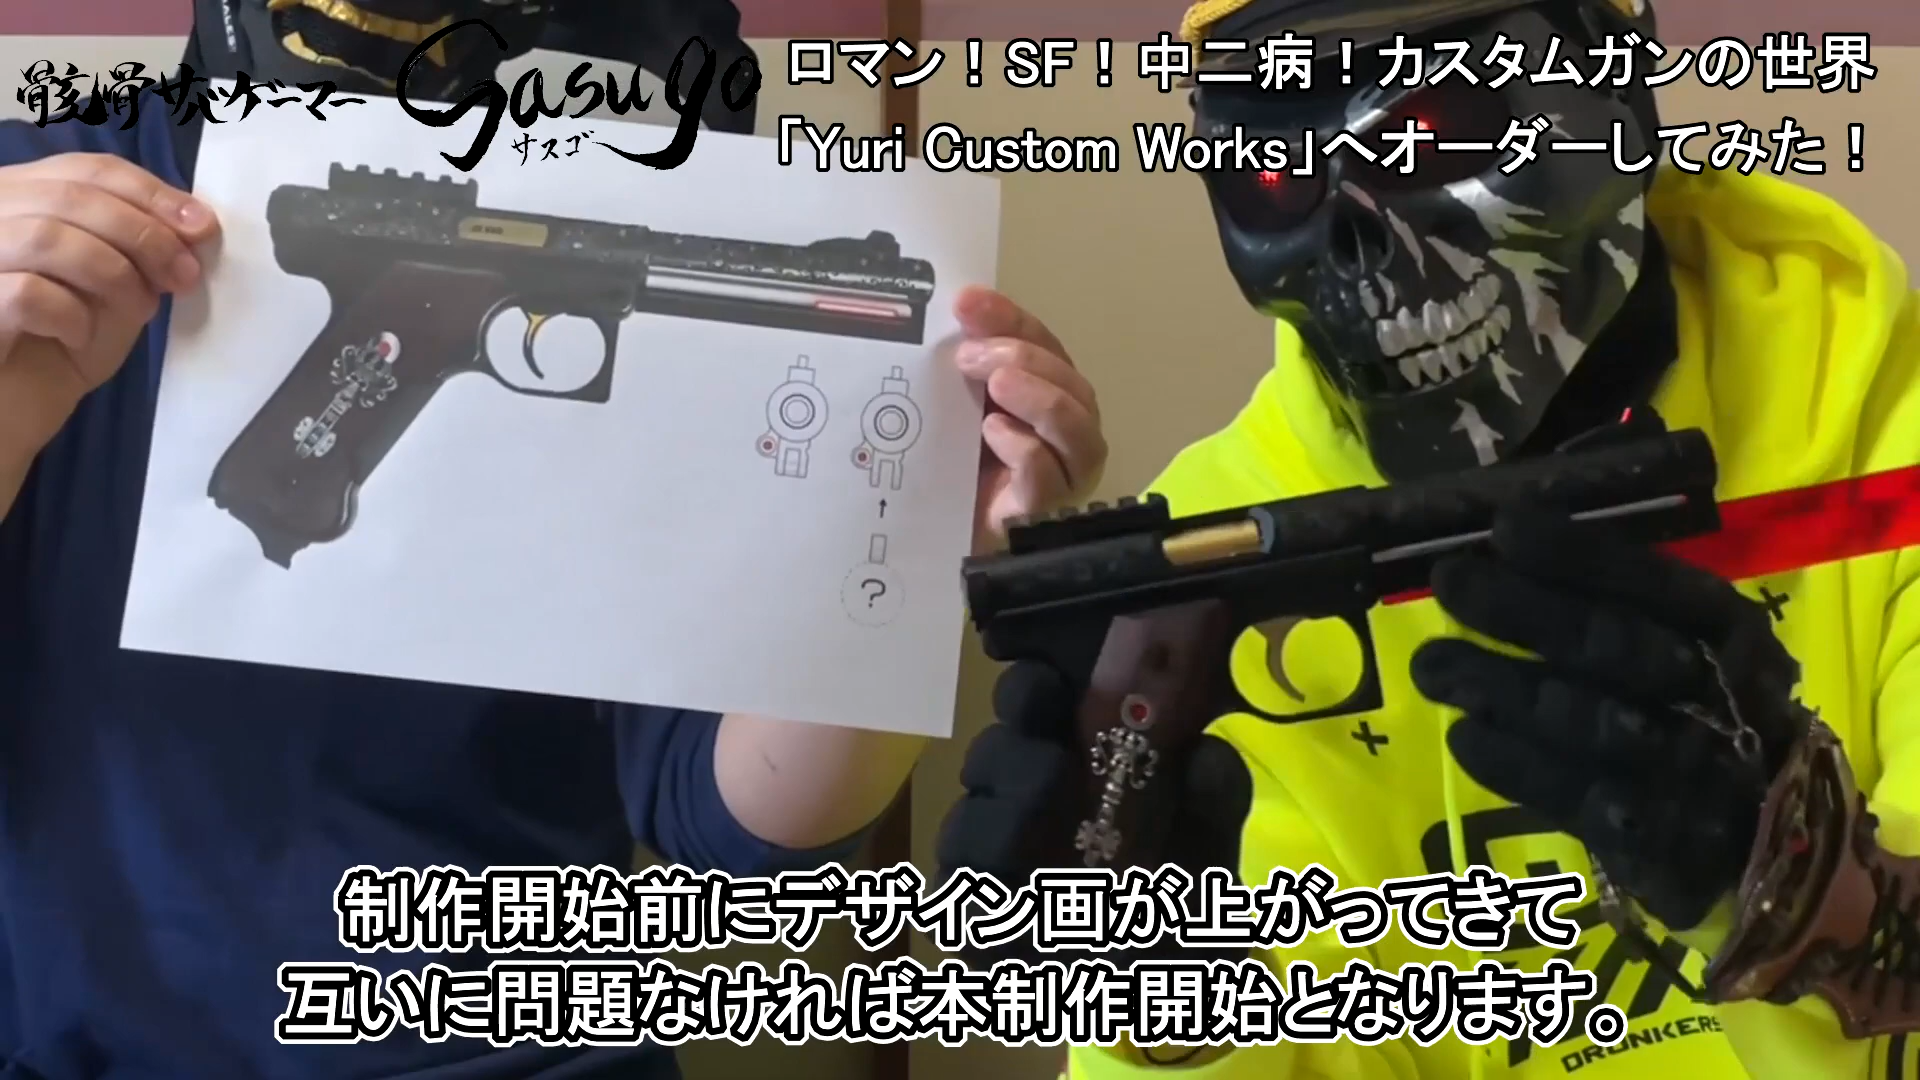 骸骨サバゲーマー
Gasugo
サスゴー
ロマン！SF！中二病！カスタムガンの世界
「Yuri Custom Works」へオーダーしてみた！
?
制作開始前にデザイン画が上がってきて
互いに問題なければ本制作開始となります。
DRUNKERS